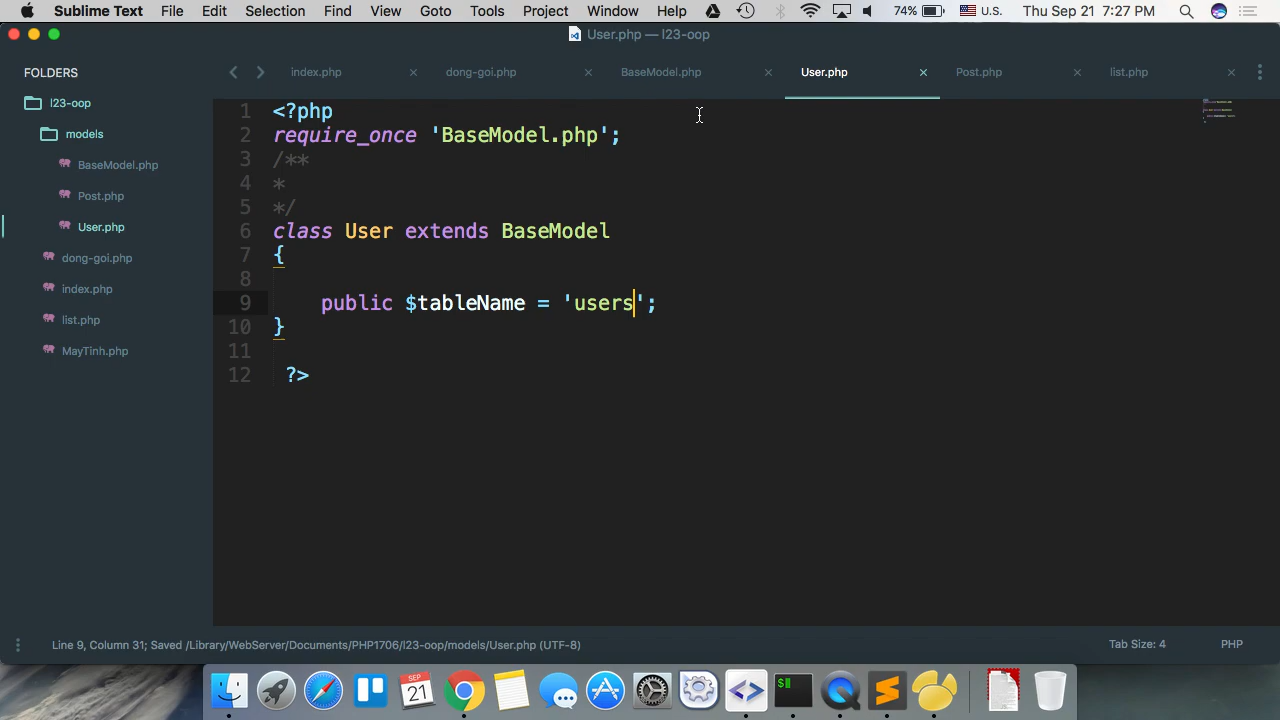 Sublime Text File Edit Selection Find View Goto Tools Project Window Help 74% U.S. Thu Sep 21 7:27 PM
User.php — l23-oop
FOLDERS
l23-oop
models
BaseModel.php
Post.php
User.php
dong-goi.php
index.php
list.php
MayTinh.php
index.php dong-goi.php BaseModel.php User.php Post.php list.php
1 <?php
2 require_once 'BaseModel.php';
3 /**
4 *
5 */
6 class User extends BaseModel
7 {
8
9 public $tableName = 'users';
10 }
11
12 ?>
Line 9, Column 31; Saved /Library/WebServer/Documents/PHP1706/l23-oop/models/User.php (UTF-8) Tab Size: 4 PHP
SEP
21
$